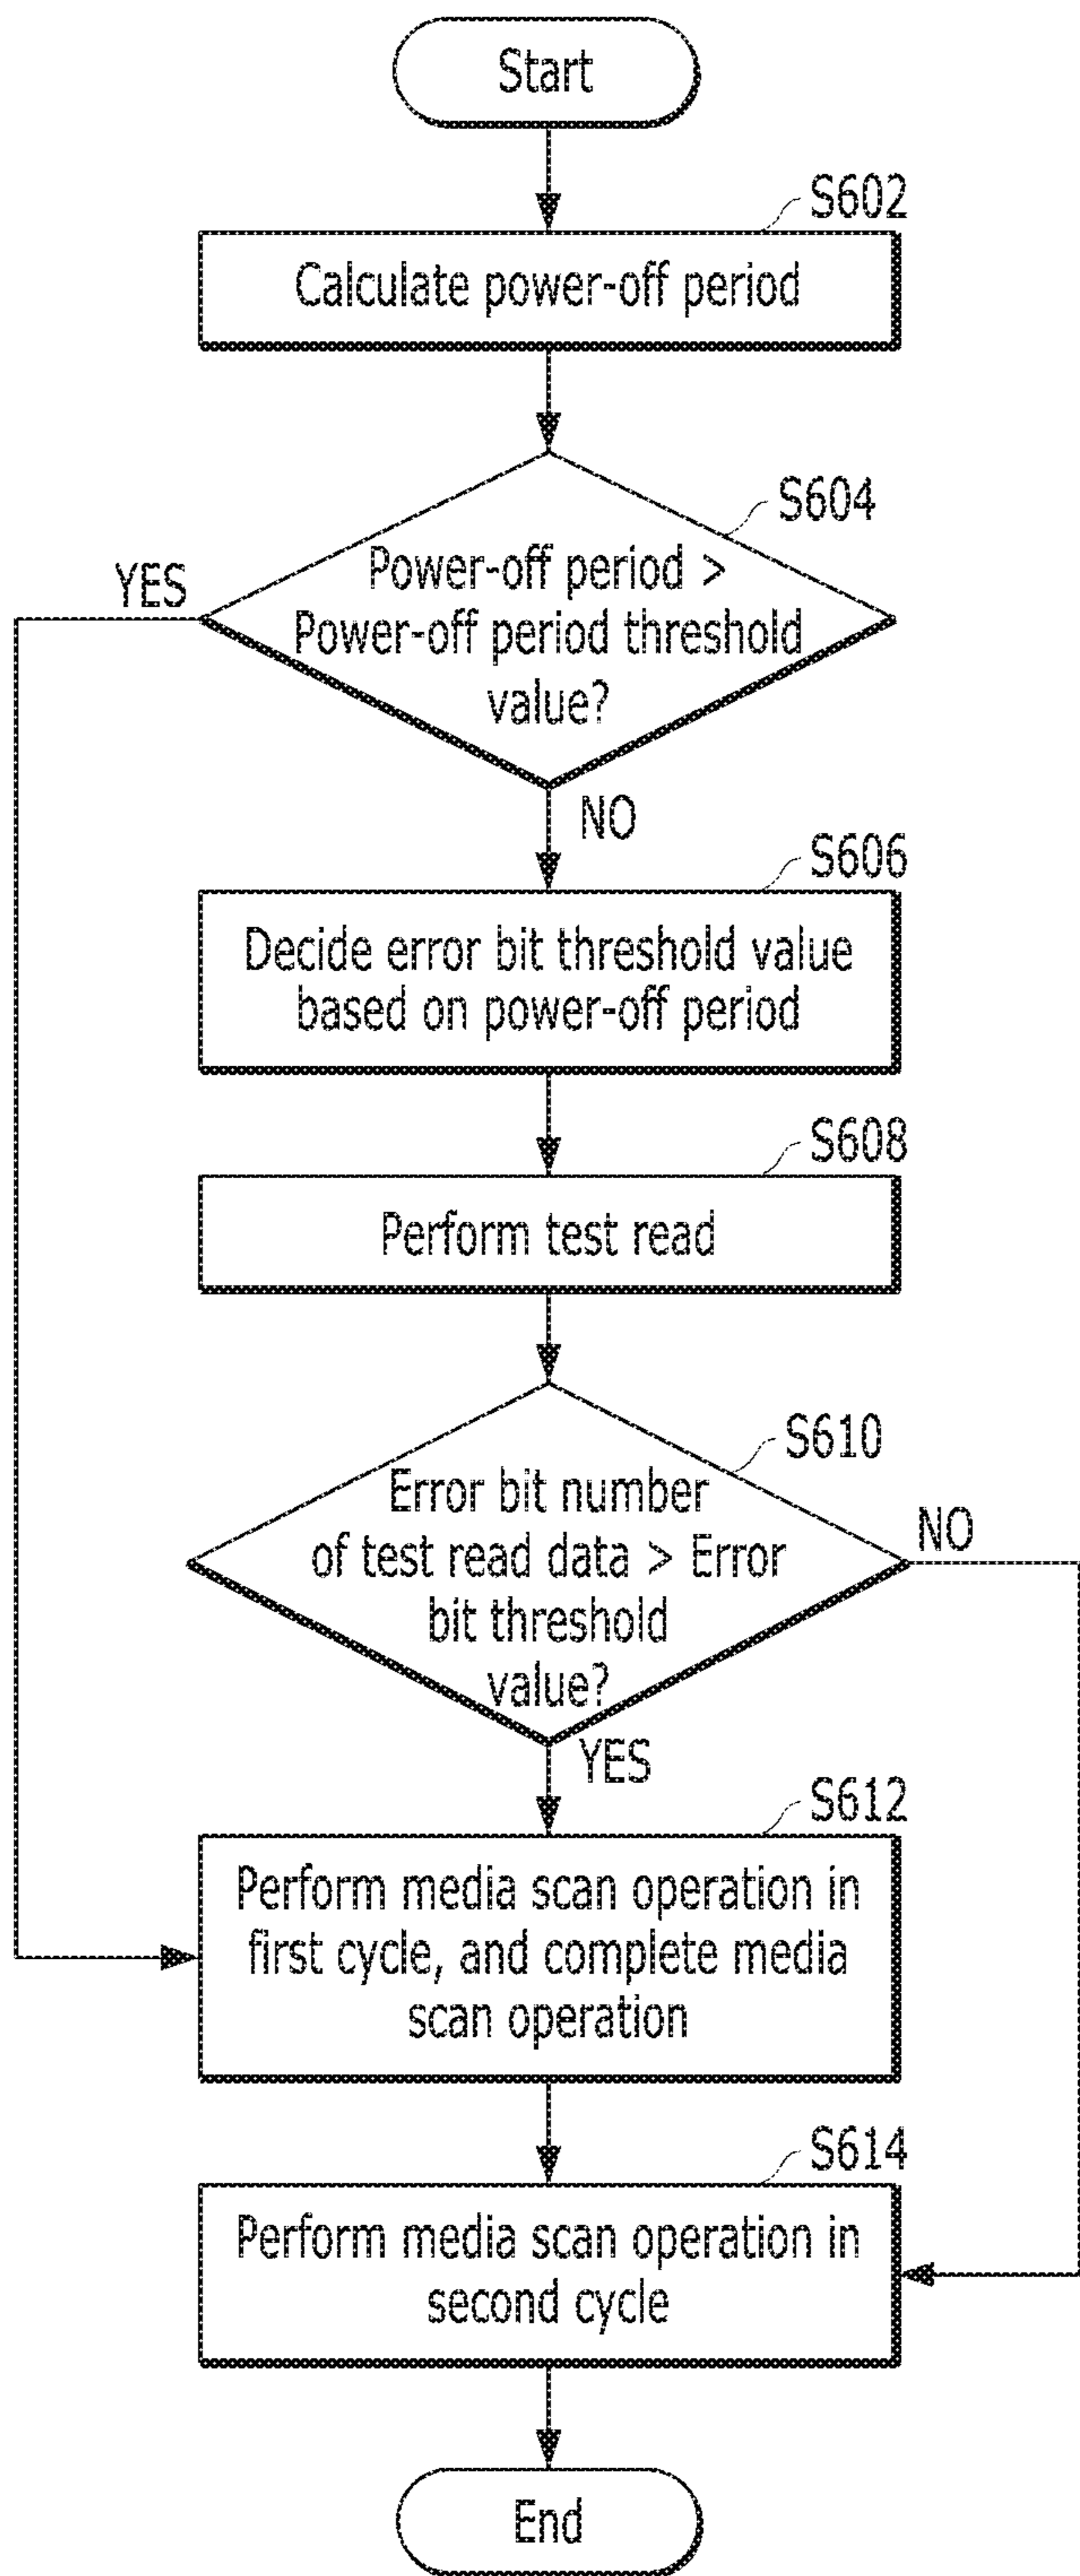 Start
S602
Calculate power-off period
S604
YES
Power-off period >
Power-off period threshold
value?
NO
S606
Decide error bit threshold value
based on power-off period
S608
Perform test read
S610
Error bit number
of test read data > Error
bit threshold
value?
NO
YES
S612
Perform media scan operation in
first cycle, and complete media
scan operation
S614
Perform media scan operation in
second cycle
End